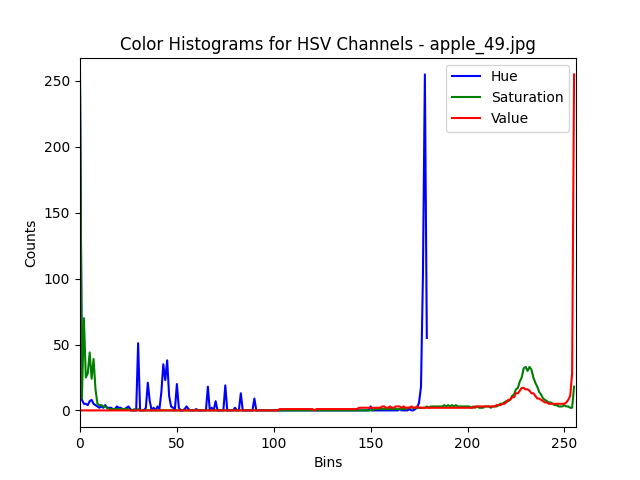 Color Histograms for HSV Channels - apple_49.jpg
Hue
Saturation
Value
Counts
250
200
150
100
50
0
0 50 100 150 200 250
Bins